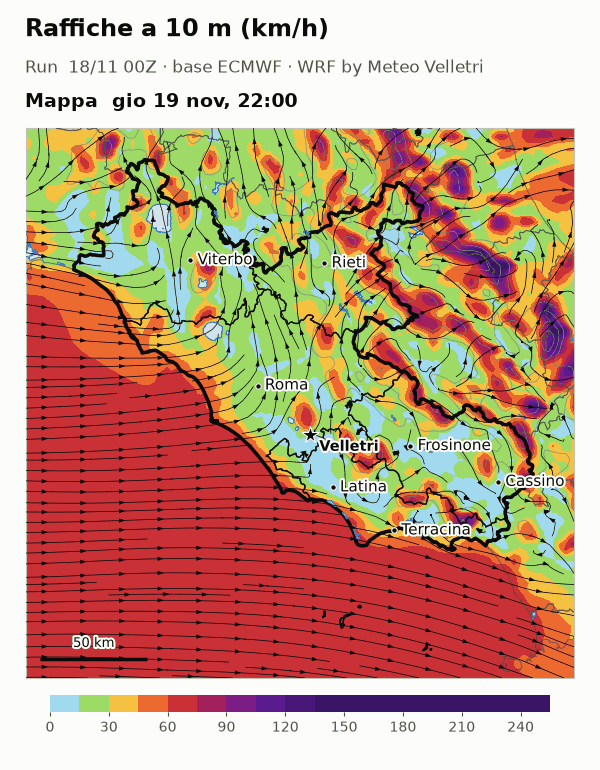 Raffiche a 10 m (km/h)
Run  18/11 00Z · base ECMWF · WRF by Meteo Velletri
Mappa  gio 19 nov, 22:00
Viterbo
Rieti
Roma
Velletri
Frosinone
Latina
Cassino
Terracina
50 km
0 30 60 90 120 150 180 210 240